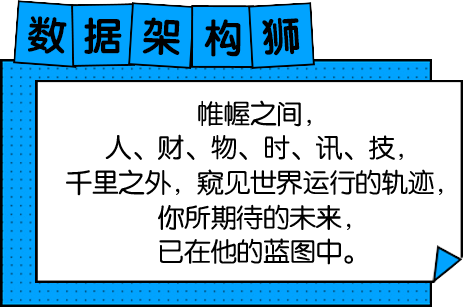 数据架构狮
帷幄之间，
人、财、物、时、讯、技，
千里之外，窥见世界运行的轨迹，
你所期待的未来，
已在他的蓝图中。